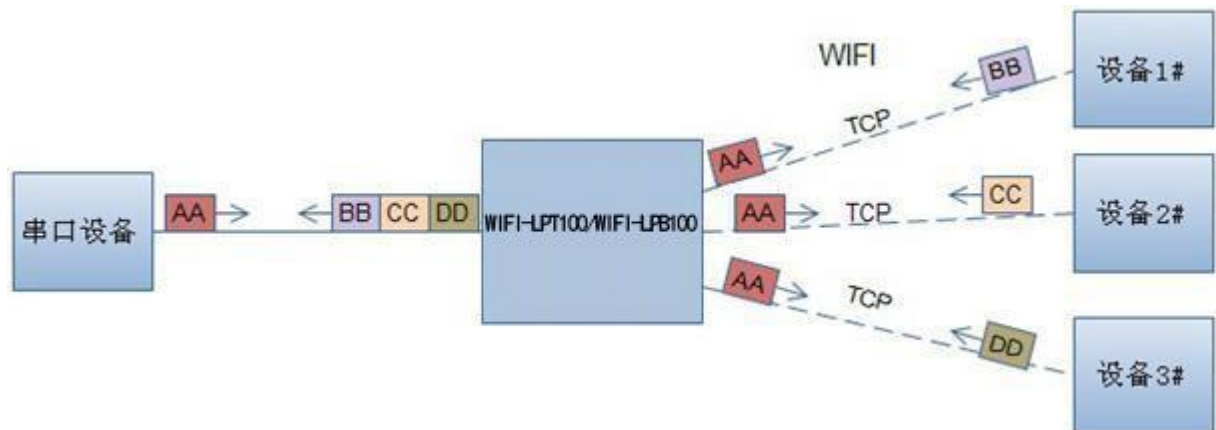 WIFI
BB
设备1#
TCP
AA
串口设备
AA
BB CC DD
WIFI-LPT100/WIFI-LPB100
AA
TCP
CC
设备2#
AA
TCP
DD
设备3#